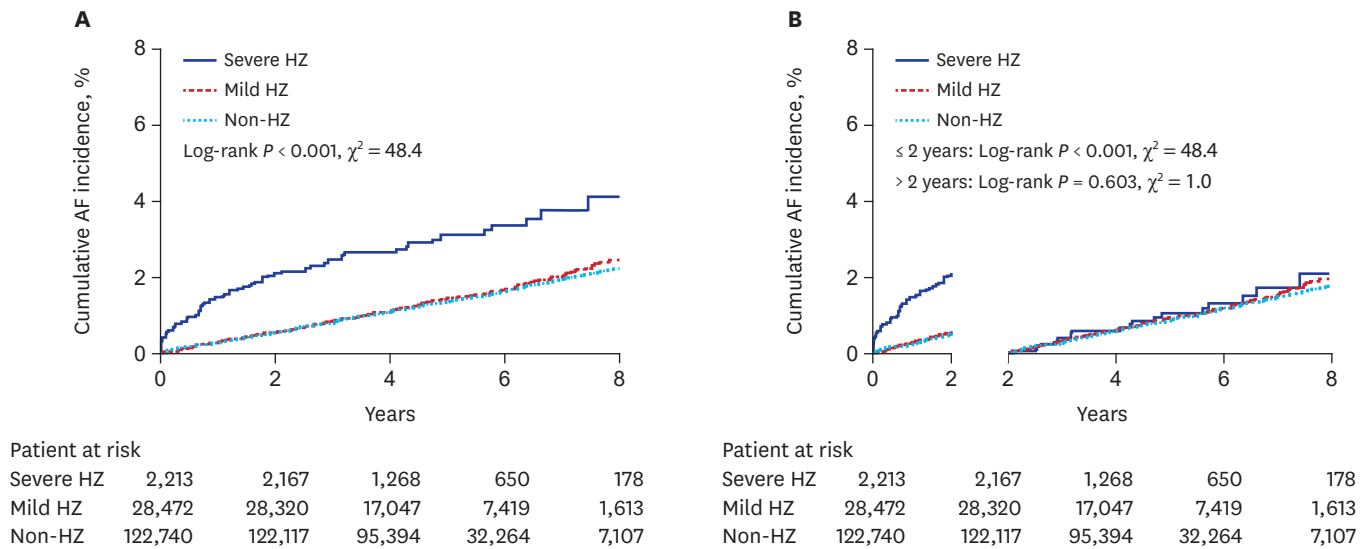 A
8
6
4
2
0
Cumulative AF incidence, %
Severe HZ
Mild HZ
Non-HZ
Log-rank P < 0.001, χ² = 48.4
0 2 4 6 8
Years
Patient at risk
Severe HZ 2,213 2,167 1,268 650 178
Mild HZ 28,472 28,320 17,047 7,419 1,613
Non-HZ 122,740 122,117 95,394 32,264 7,107
B
8
6
4
2
0
Cumulative AF incidence, %
Severe HZ
Mild HZ
Non-HZ
≤ 2 years: Log-rank P < 0.001, χ² = 48.4
> 2 years: Log-rank P = 0.603, χ² = 1.0
0 2 2 4 6 8
Years
Patient at risk
Severe HZ 2,213 2,167 1,268 650 178
Mild HZ 28,472 28,320 17,047 7,419 1,613
Non-HZ 122,740 122,117 95,394 32,264 7,107